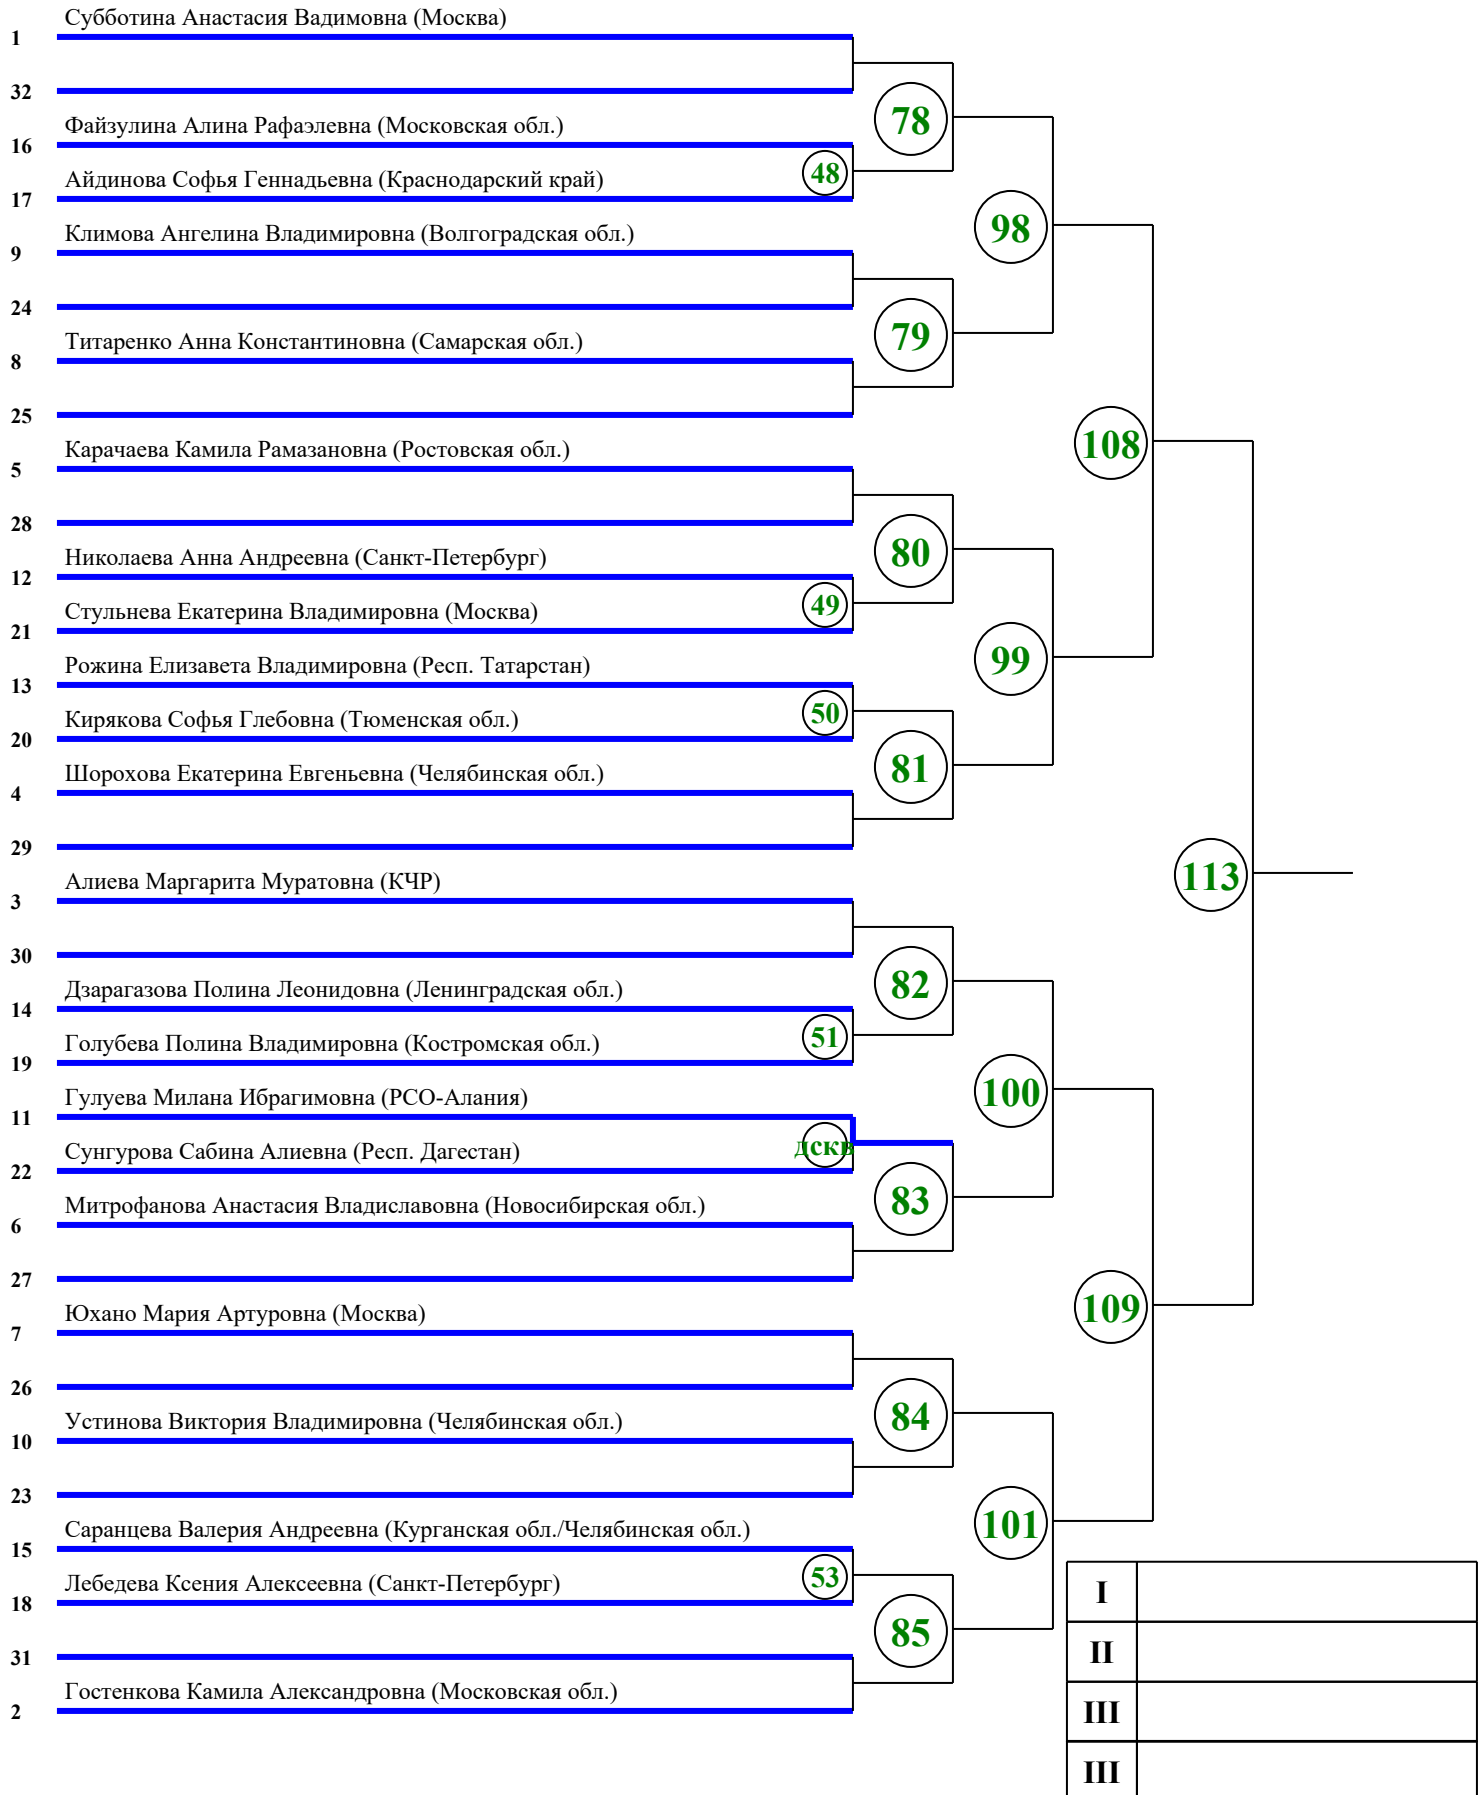 Субботина Анастасия Вадимовна (Москва)
1
32
78
Файзулина Алина Рафаэлевна (Московская обл.)
16
48
Айдинова Софья Геннадьевна (Краснодарский край)
17
98
Климова Ангелина Владимировна (Волгоградская обл.)
9
24
79
Титаренко Анна Константиновна (Самарская обл.)
8
25
108
Карачаева Камила Рамазановна (Ростовская обл.)
5
28
80
Николаева Анна Андреевна (Санкт-Петербург)
12
49
Стульнева Екатерина Владимировна (Москва)
21
99
Рожина Елизавета Владимировна (Респ. Татарстан)
13
50
Кирякова Софья Глебовна (Тюменская обл.)
20
81
Шорохова Екатерина Евгеньевна (Челябинская обл.)
4
29
113
Алиева Маргарита Муратовна (КЧР)
3
30
82
Дзарагазова Полина Леонидовна (Ленинградская обл.)
14
51
Голубева Полина Владимировна (Костромская обл.)
19
100
Гулуева Милана Ибрагимовна (РСО-Алания)
11
дскв
Сунгурова Сабина Алиевна (Респ. Дагестан)
22
83
Митрофанова Анастасия Владиславовна (Новосибирская обл.)
6
27
109
Юхано Мария Артуровна (Москва)
7
26
84
Устинова Виктория Владимировна (Челябинская обл.)
10
23
101
Саранцева Валерия Андреевна (Курганская обл./Челябинская обл.)
15
53
Лебедева Ксения Алексеевна (Санкт-Петербург)
18
85
31
Гостенкова Камила Александровна (Московская обл.)
2
I
II
III
III